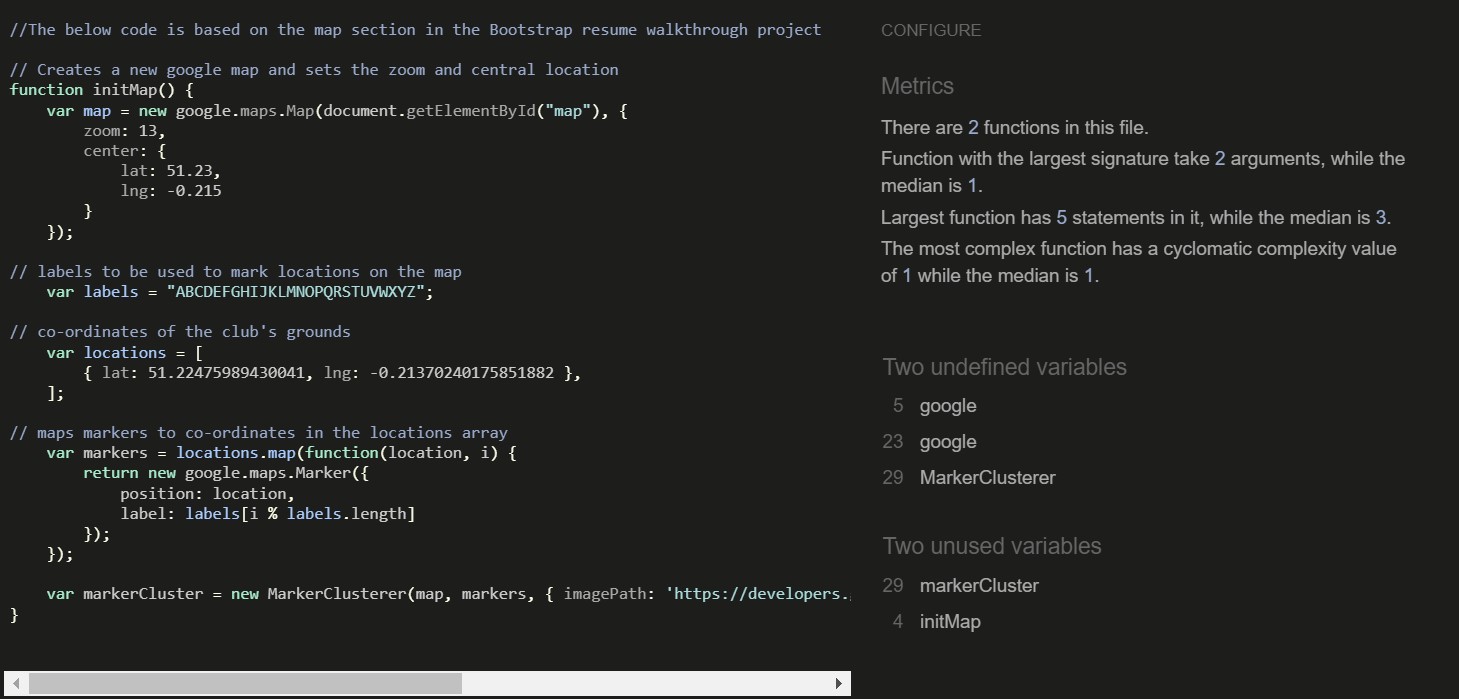 //The below code is based on the map section in the Bootstrap resume walkthrough project
// Creates a new google map and sets the zoom and central location
function initMap() {
    var map = new google.maps.Map(document.getElementById("map"), {
        zoom: 13,
        center: {
            lat: 51.23,
            lng: -0.215
        }
    });
// labels to be used to mark locations on the map
    var labels = "ABCDEFGHIJKLMNOPQRSTUVWXYZ";
// co-ordinates of the club's grounds
    var locations = [
        { lat: 51.22475989430041, lng: -0.21370240175851882 },
    ];
// maps markers to co-ordinates in the locations array
    var markers = locations.map(function(location, i) {
        return new google.maps.Marker({
            position: location,
            label: labels[i % labels.length]
        });
    });
    var markerCluster = new MarkerClusterer(map, markers, { imagePath: 'https://developers.
}
CONFIGURE
Metrics
There are 2 functions in this file.
Function with the largest signature take 2 arguments, while the
median is 1.
Largest function has 5 statements in it, while the median is 3.
The most complex function has a cyclomatic complexity value
of 1 while the median is 1.
Two undefined variables
5 google
23 google
29 MarkerClusterer
Two unused variables
29 markerCluster
4 initMap